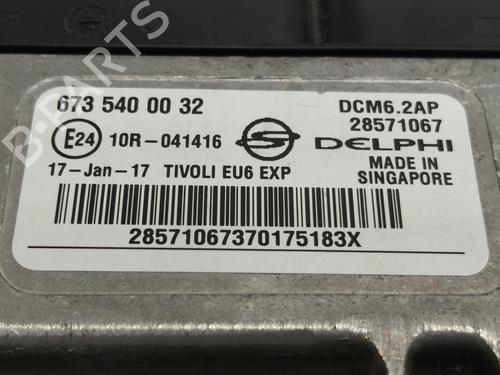 673 540 00 32
DCM6.2AP
28571067
E24 10R-041416
DELPHI
17-Jan-17 TIVOLI EU6 EXP
MADE IN
SINGAPORE
28571067370175183X
B-PARTS